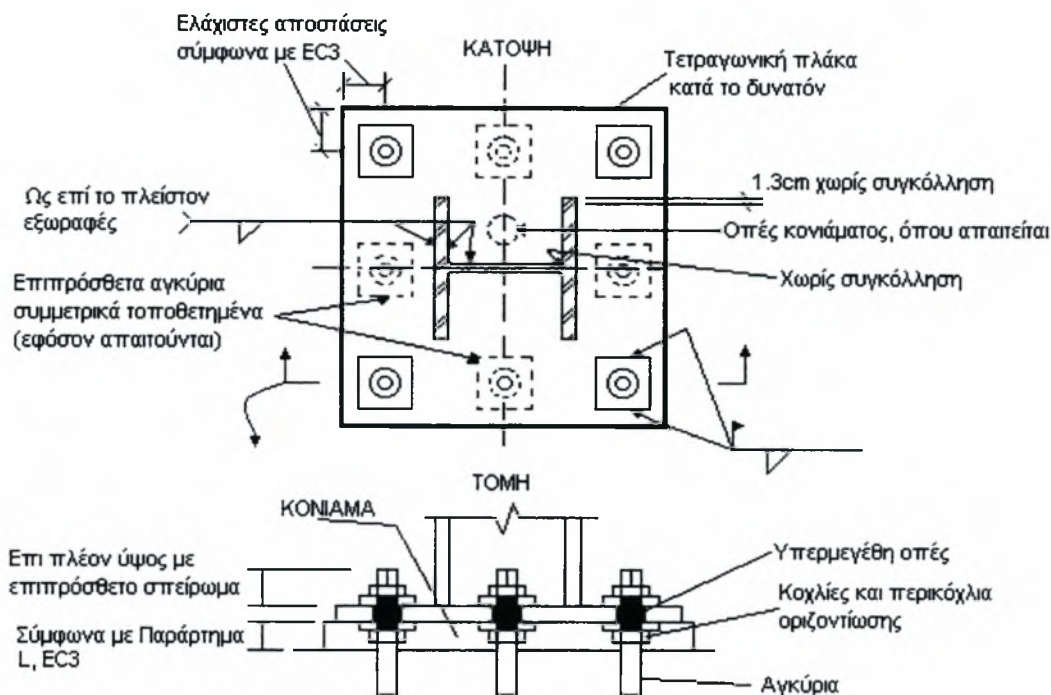 Ελάχιστες αποστάσεις
σύμφωνα με EC3
ΚΑΤΟΨΗ
Τετραγωνική πλάκα
κατά το δυνατόν
Ως επί το πλείστον
εξωραφές
1.3cm χωρίς συγκόλληση
Οπές κονιάματος, όπου απαιτείται
Χωρίς συγκόλληση
Επιπρόσθετα αγκύρια
συμμετρικά τοποθετημένα
(εφόσον απαιτούνται)
ΤΟΜΗ
ΚΟΝΙΑΜΑ
Επι πλέον ύψος με
επιπρόσθετο σπείρωμα
Υπερμεγέθη οπές
Κοχλίες και περικόχλια
οριζοντίωσης
Σύμφωνα με Παράρτημα
L, EC3
Αγκύρια